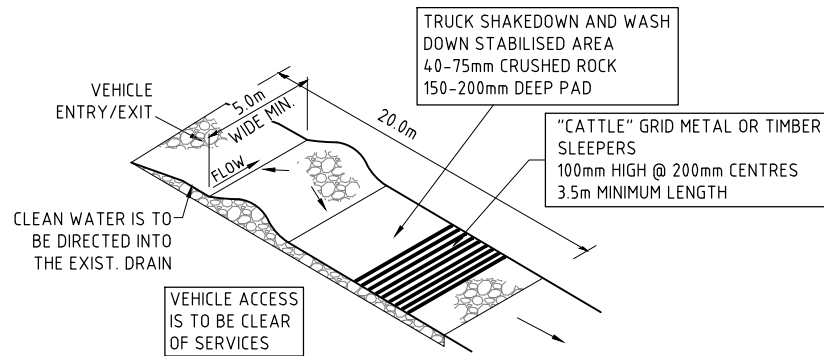 TRUCK SHAKEDOWN AND WASH
DOWN STABILISED AREA
40-75mm CRUSHED ROCK
150-200mm DEEP PAD
VEHICLE
ENTRY/EXIT
5.0m
WIDE MIN.
20.0m
"CATTLE" GRID METAL OR TIMBER
SLEEPERS
100mm HIGH @ 200mm CENTRES
3.5m MINIMUM LENGTH
FLOW
CLEAN WATER IS TO
BE DIRECTED INTO
THE EXIST. DRAIN
VEHICLE ACCESS
IS TO BE CLEAR
OF SERVICES